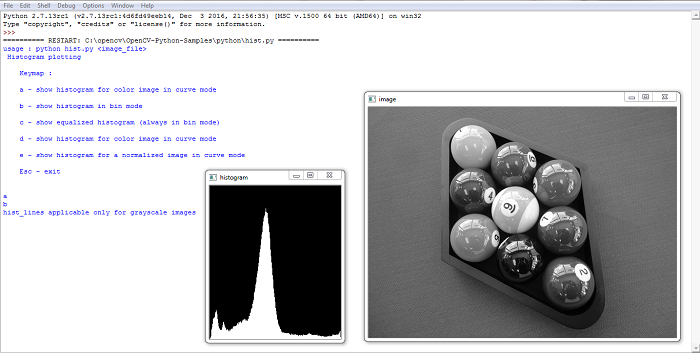 File Edit Shell Debug Options Window Help
Python 2.7.13rc1 (v2.7.13rc1:4d6fd49eeb14, Dec  3 2016, 21:56:35) [MSC v.1500 64 bit (AMD64)] on win32
Type "copyright", "credits" or "license()" for more information.
>>>
========== RESTART: C:\opencv\OpenCV-Python-Samples\python\hist.py ==========
usage : python hist.py <image_file>
Histogram plotting
Keymap :
a - show histogram for color image in curve mode
b - show histogram in bin mode
c - show equalized histogram (always in bin mode)
d - show histogram for color image in curve mode
e - show histogram for a normalized image in curve mode
Esc - exit
a
b
hist_lines applicable only for grayscale images
histogram
image
9
1
2